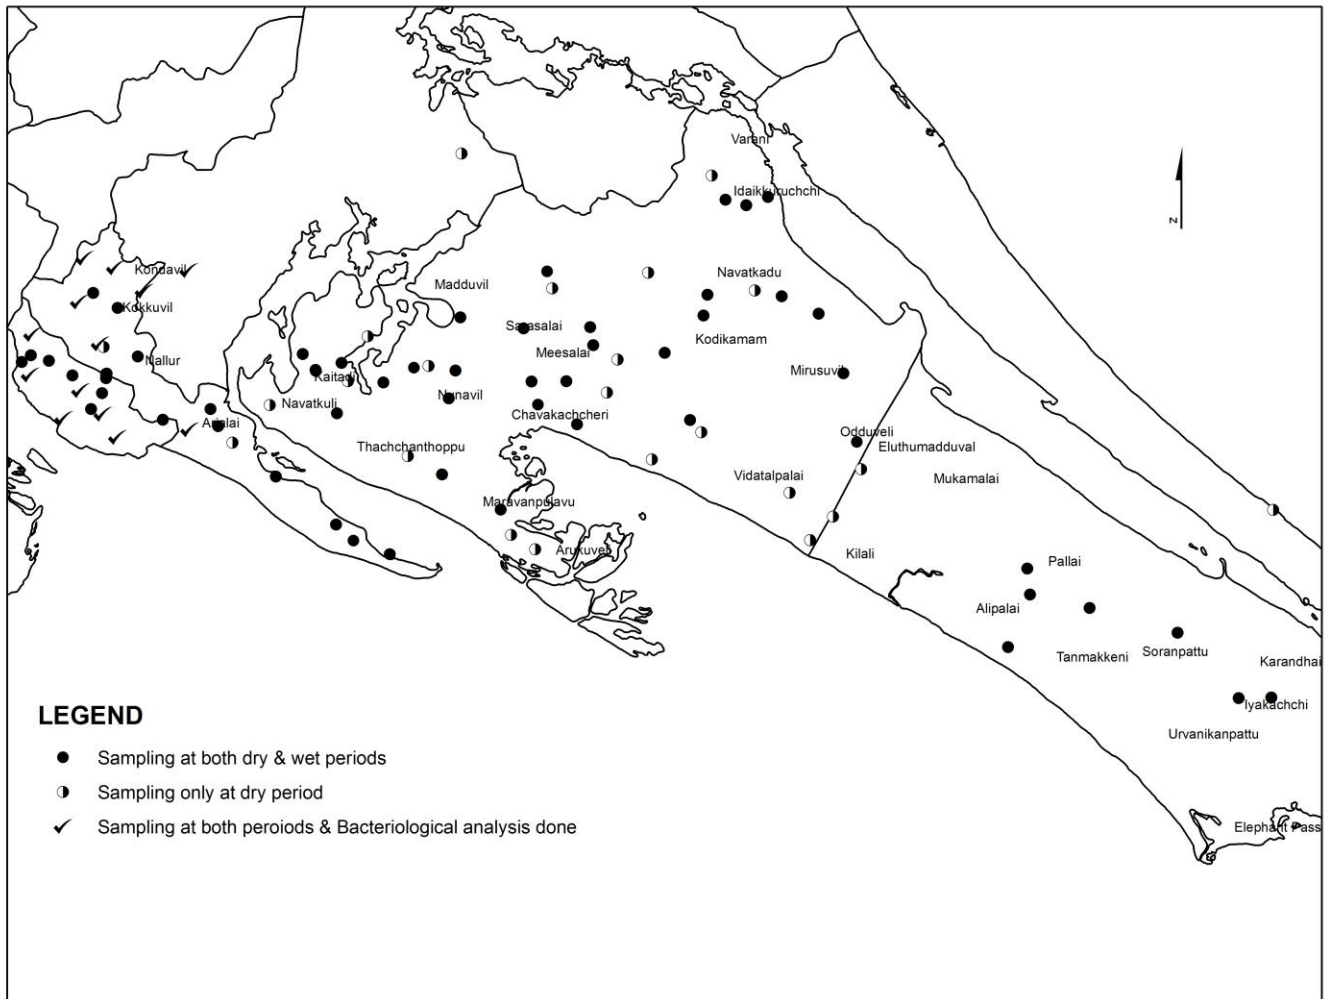 Varani
Idaikkuruchchi
Kondavil
Navatkadu
Madduvil
Kokkuvil
Sarasalai
Kodikamam
Meesalai
Nallur
Mirusuvil
Kaitadi
Nunavil
Navatkuli
Chavakachcheri
Ariyalai
Odduveli
Thachchanthoppu
Eluthumadduval
Vidatalpalai
Mukamalai
Maravanpulavu
Arukuveli
Kilali
Pallai
Alipalai
Soranpattu
Tanmakkeni
Karandhai
Iyakachchi
Urvanikanpattu
Elephant Pass
z
LEGEND
Sampling at both dry & wet periods
Sampling only at dry period
Sampling at both peroiods & Bacteriological analysis done